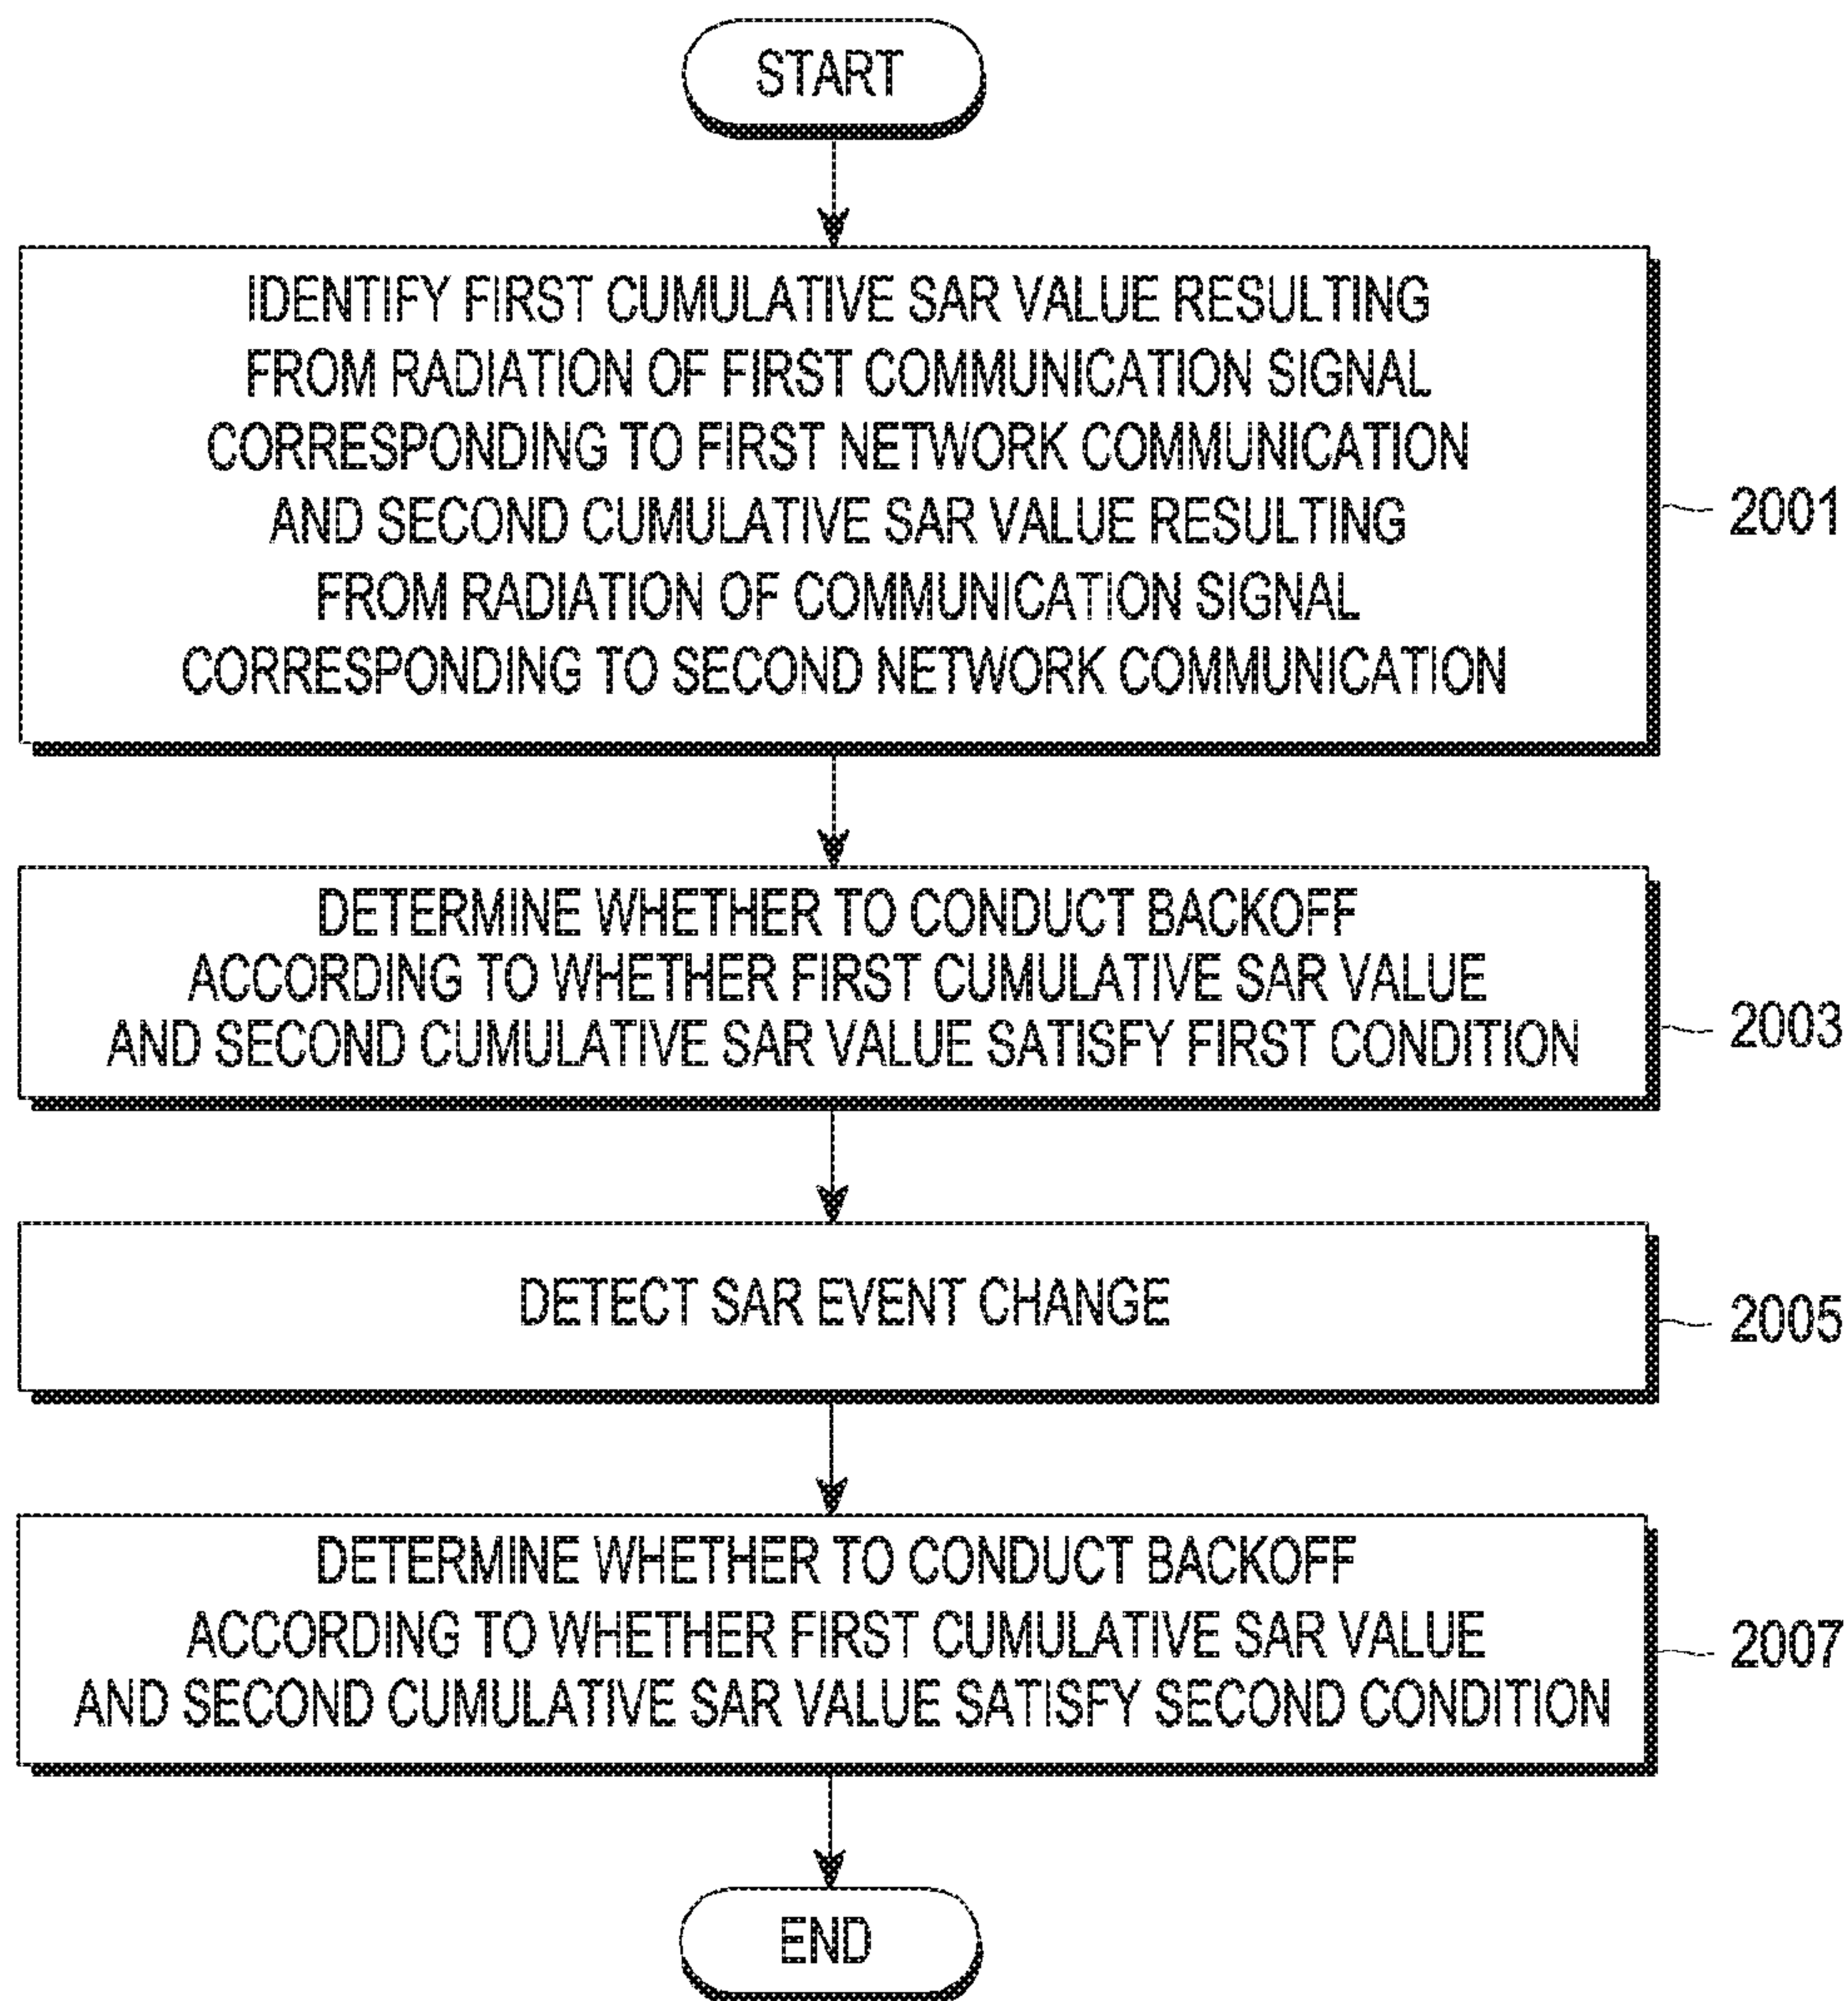 START
IDENTIFY FIRST CUMULATIVE SAR VALUE RESULTING
FROM RADIATION OF FIRST COMMUNICATION SIGNAL
CORRESPONDING TO FIRST NETWORK COMMUNICATION
AND SECOND CUMULATIVE SAR VALUE RESULTING
FROM RADIATION OF COMMUNICATION SIGNAL
CORRESPONDING TO SECOND NETWORK COMMUNICATION
2001
DETERMINE WHETHER TO CONDUCT BACKOFF
ACCORDING TO WHETHER FIRST CUMULATIVE SAR VALUE
AND SECOND CUMULATIVE SAR VALUE SATISFY FIRST CONDITION
2003
DETECT SAR EVENT CHANGE
2005
DETERMINE WHETHER TO CONDUCT BACKOFF
ACCORDING TO WHETHER FIRST CUMULATIVE SAR VALUE
AND SECOND CUMULATIVE SAR VALUE SATISFY SECOND CONDITION
2007
END